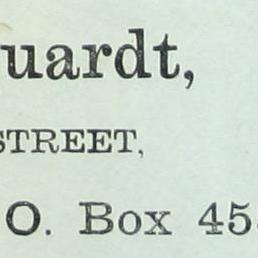 uardt,
STREET,
O. Box 45